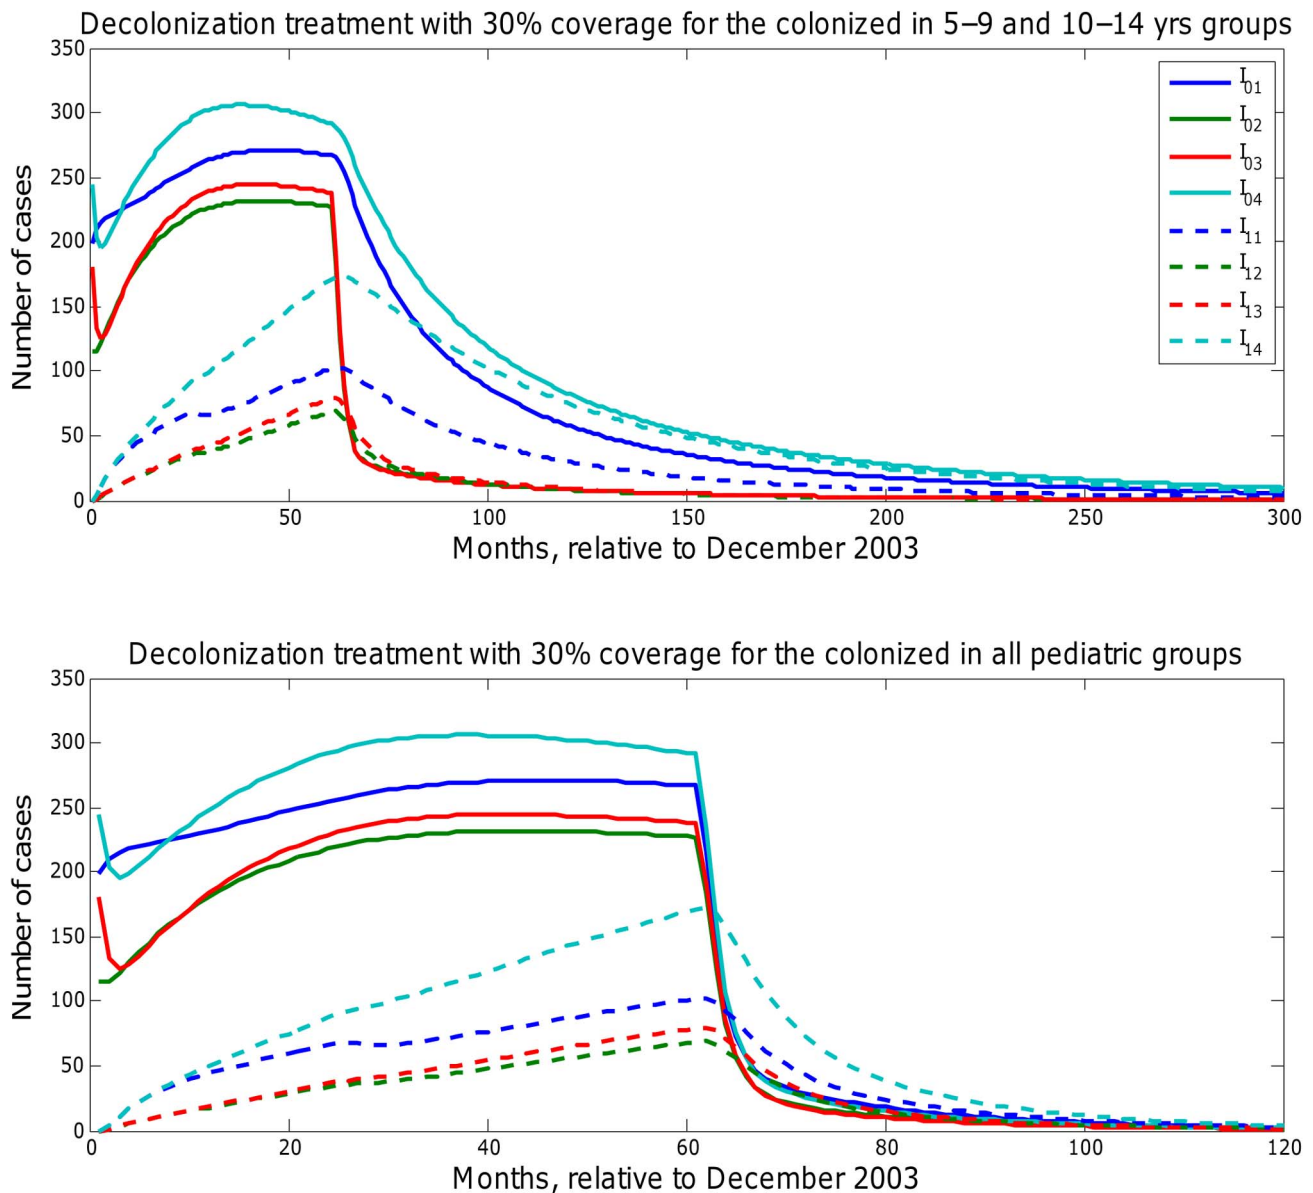 Decolonization treatment with 30% coverage for the colonized in 5−9 and 10−14 yrs groups
350
300
250
200
150
100
50
0
Number of cases
I01
I02
I03
I04
I11
I12
I13
I14
0 50 100 150 200 250 300
Months, relative to December 2003
Decolonization treatment with 30% coverage for the colonized in all pediatric groups
350
300
250
200
150
100
50
0
Number of cases
0 20 40 60 80 100 120
Months, relative to December 2003